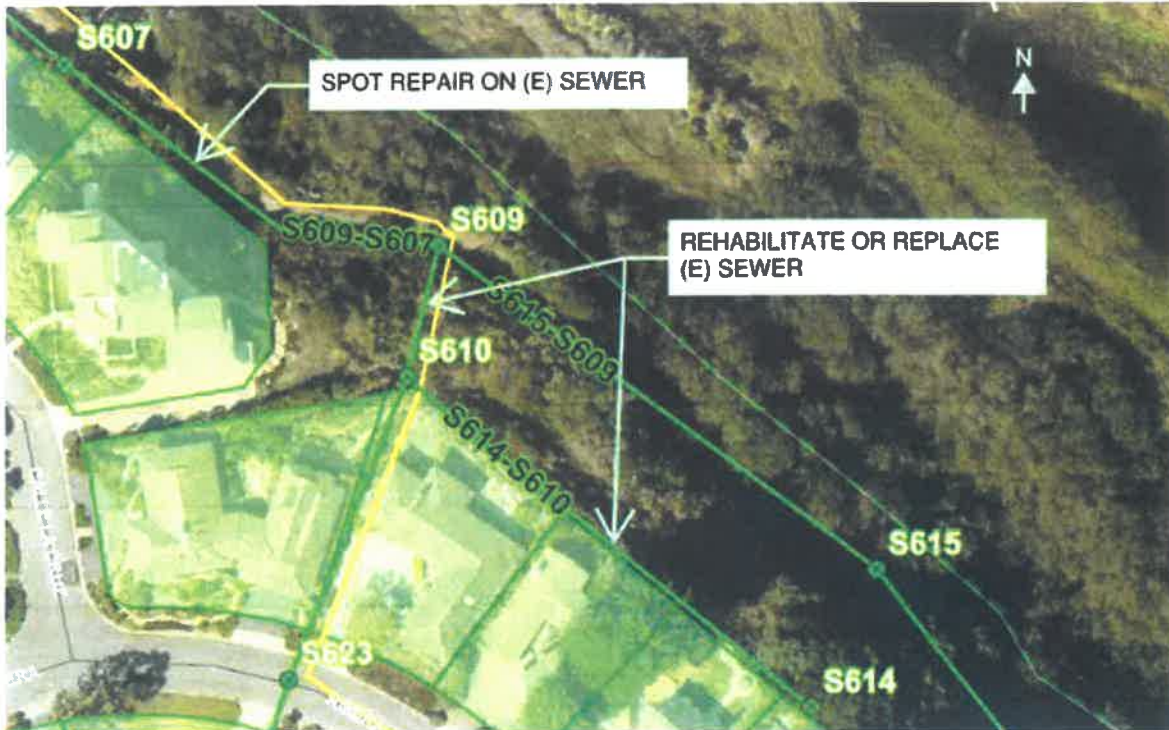 S607
SPOT REPAIR ON (E) SEWER
N
S609-S607
S609
REHABILITATE OR REPLACE
(E) SEWER
S615-S609
S610
S614-S610
S615
S623
S614